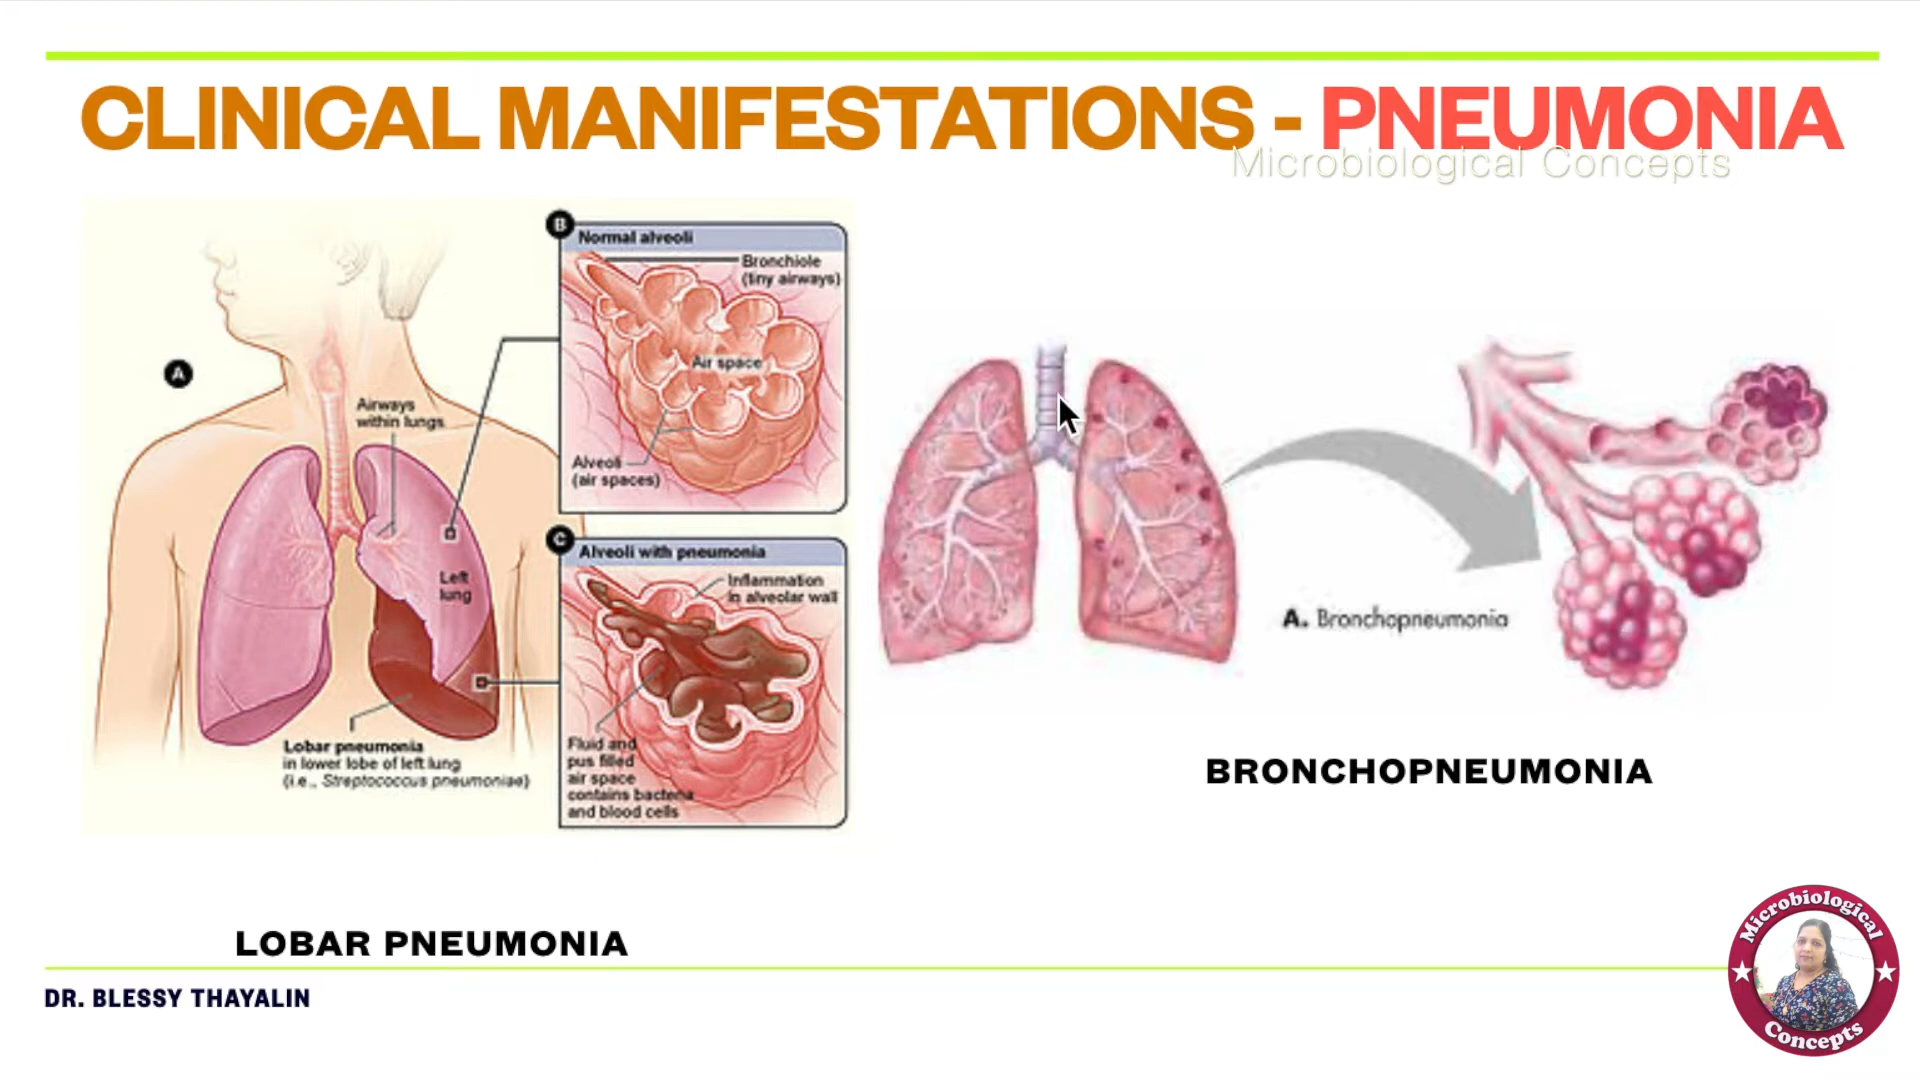 CLINICAL MANIFESTATIONS - PNEUMONIA
Microbiological Concepts
A
Airways
within lungs
Left
lung
Lobar pneumonia
in lower lobe of left lung
(i.e., Streptococcus pneumoniae)
B
Normal alveoli
Bronchiole
(tiny airways)
Air space
Alveoli
(air spaces)
C
Alveoli with pneumonia
Inflammation
in alveolar wall
Fluid and
pus filled
air space
contains bacteria
and blood cells
A. Bronchopneumonia
BRONCHOPNEUMONIA
LOBAR PNEUMONIA
DR. BLESSY THAYALIN
Microbiological
Concepts